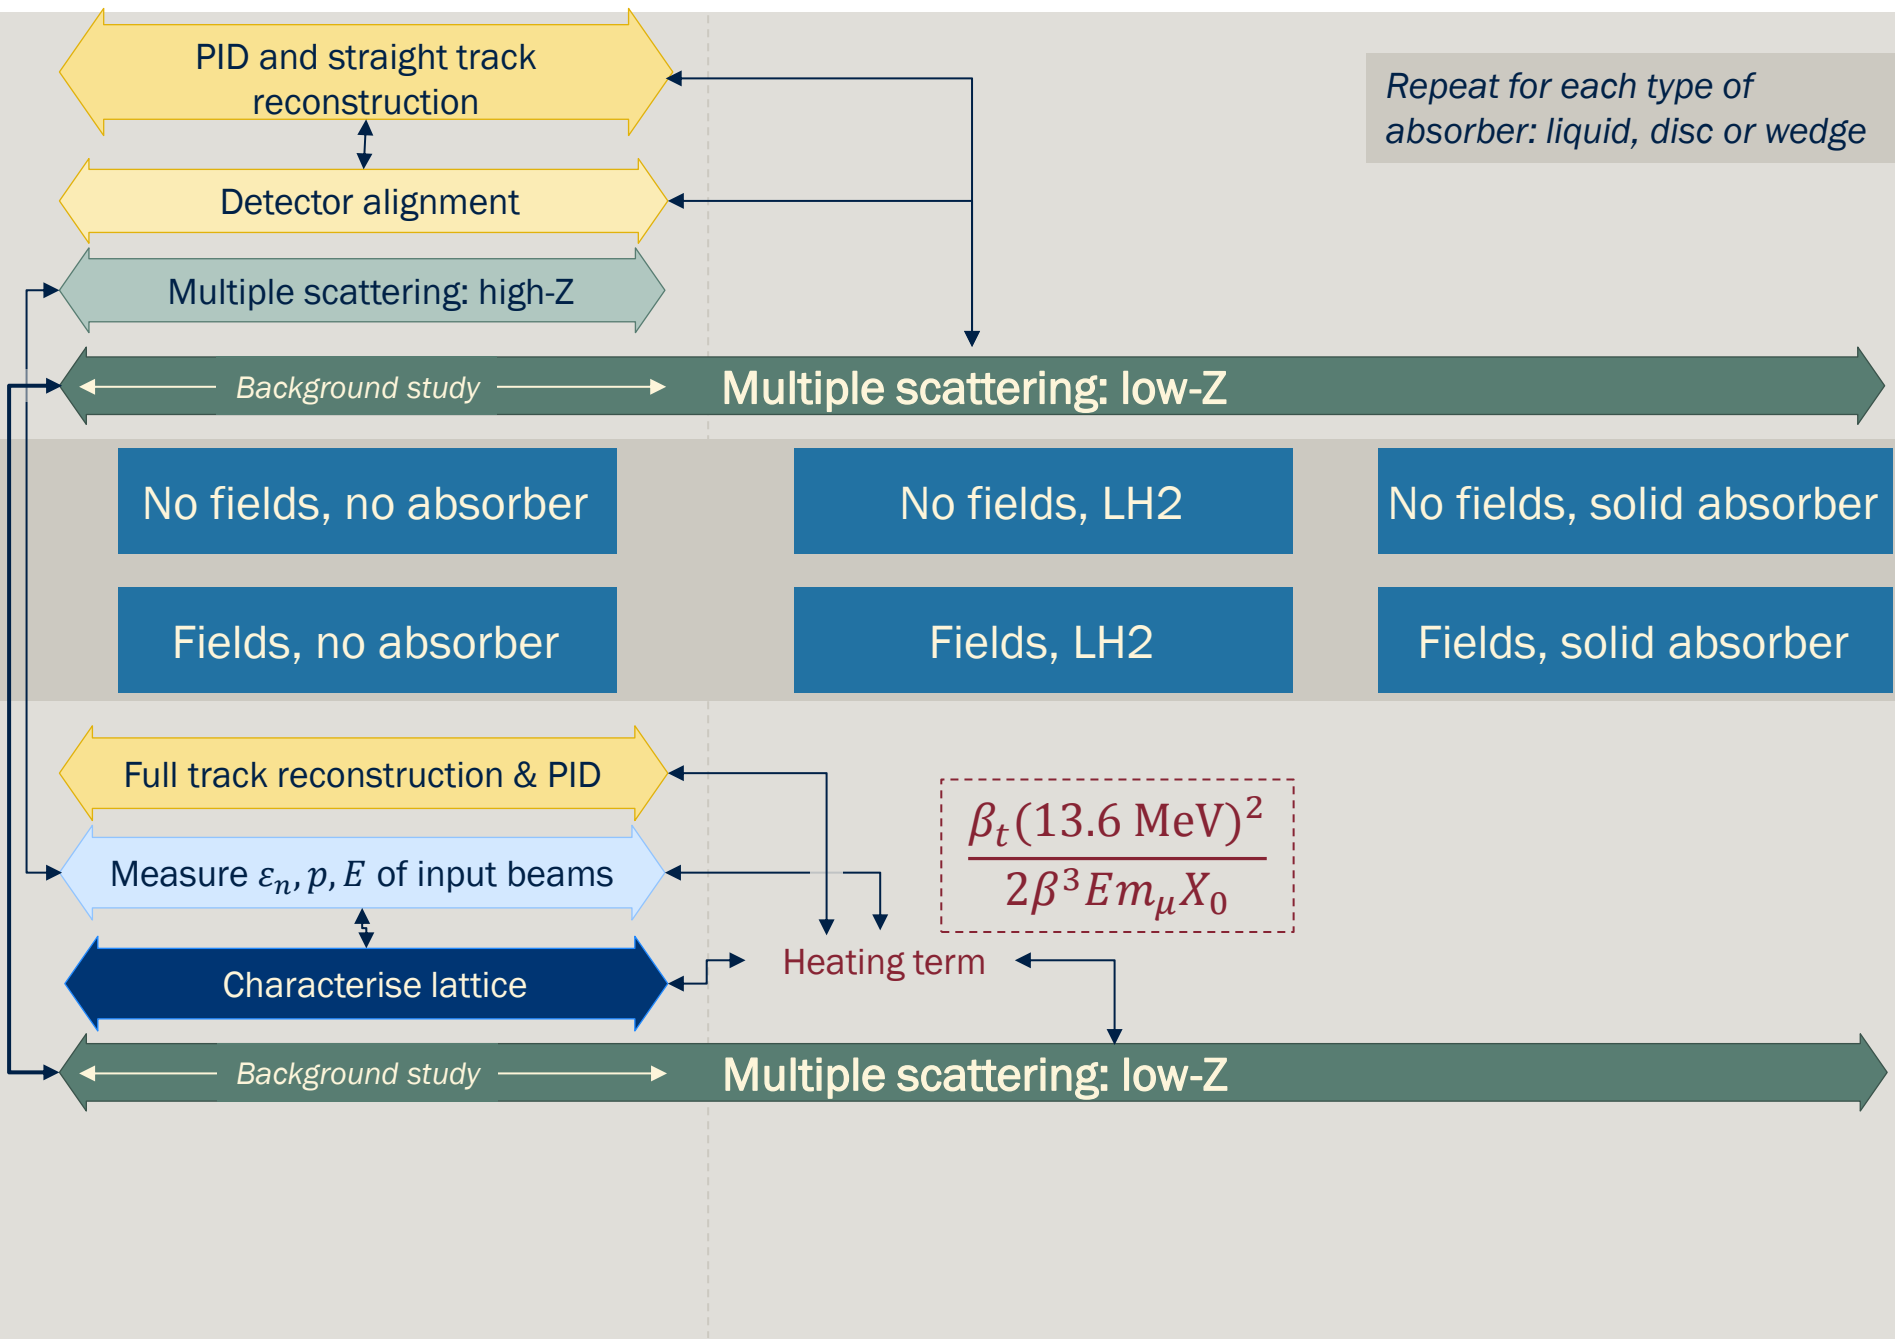 PID and straight track
reconstruction
Repeat for each type of
absorber: liquid, disc or wedge
Detector alignment
Multiple scattering: high-Z
Background study
Multiple scattering: low-Z
No fields, no absorber
No fields, LH2
No fields, solid absorber
Fields, no absorber
Fields, LH2
Fields, solid absorber
Full track reconstruction & PID
β_t(13.6 MeV)²
2β³Em_μX₀
Measure ε_n, p, E of input beams
Heating term
Characterise lattice
Background study
Multiple scattering: low-Z